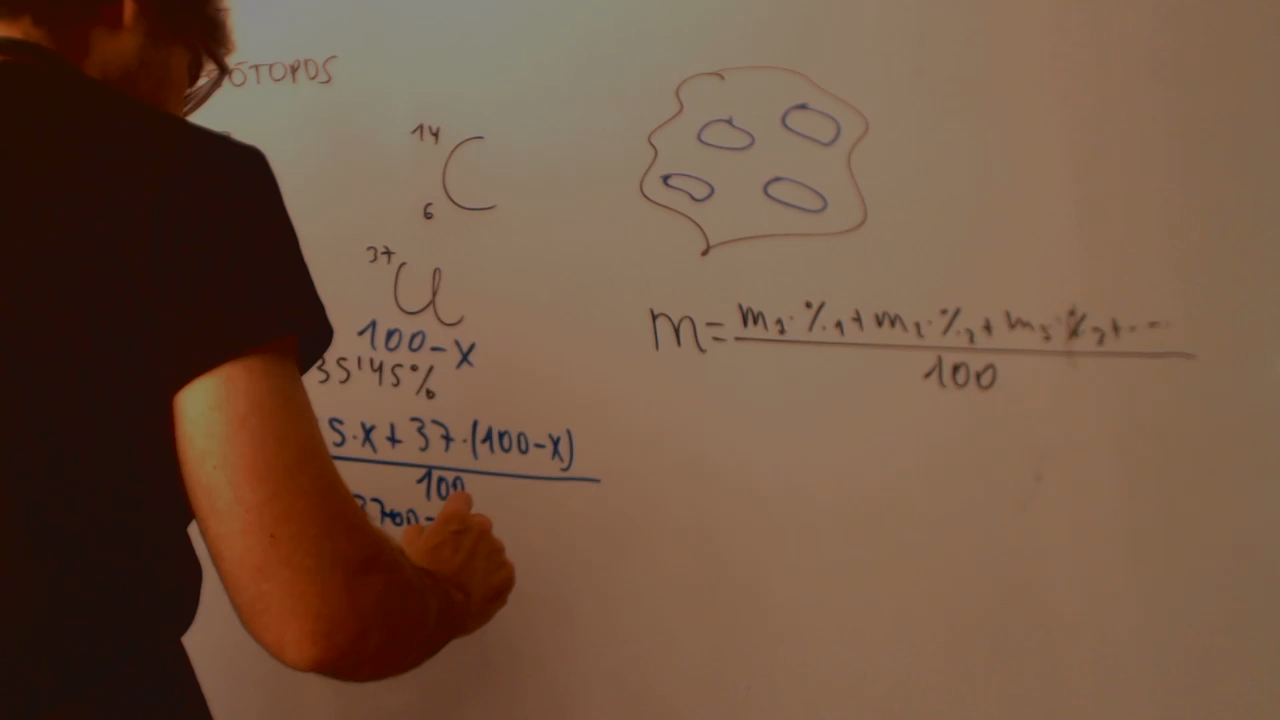 ÓTOPOS
14
C
6
37
Cl
100-x
35'45%
5·x+37·(100-x)
100
3700-
m= m₁·%₁+m₂·%₂+m₃·%₃+...
100